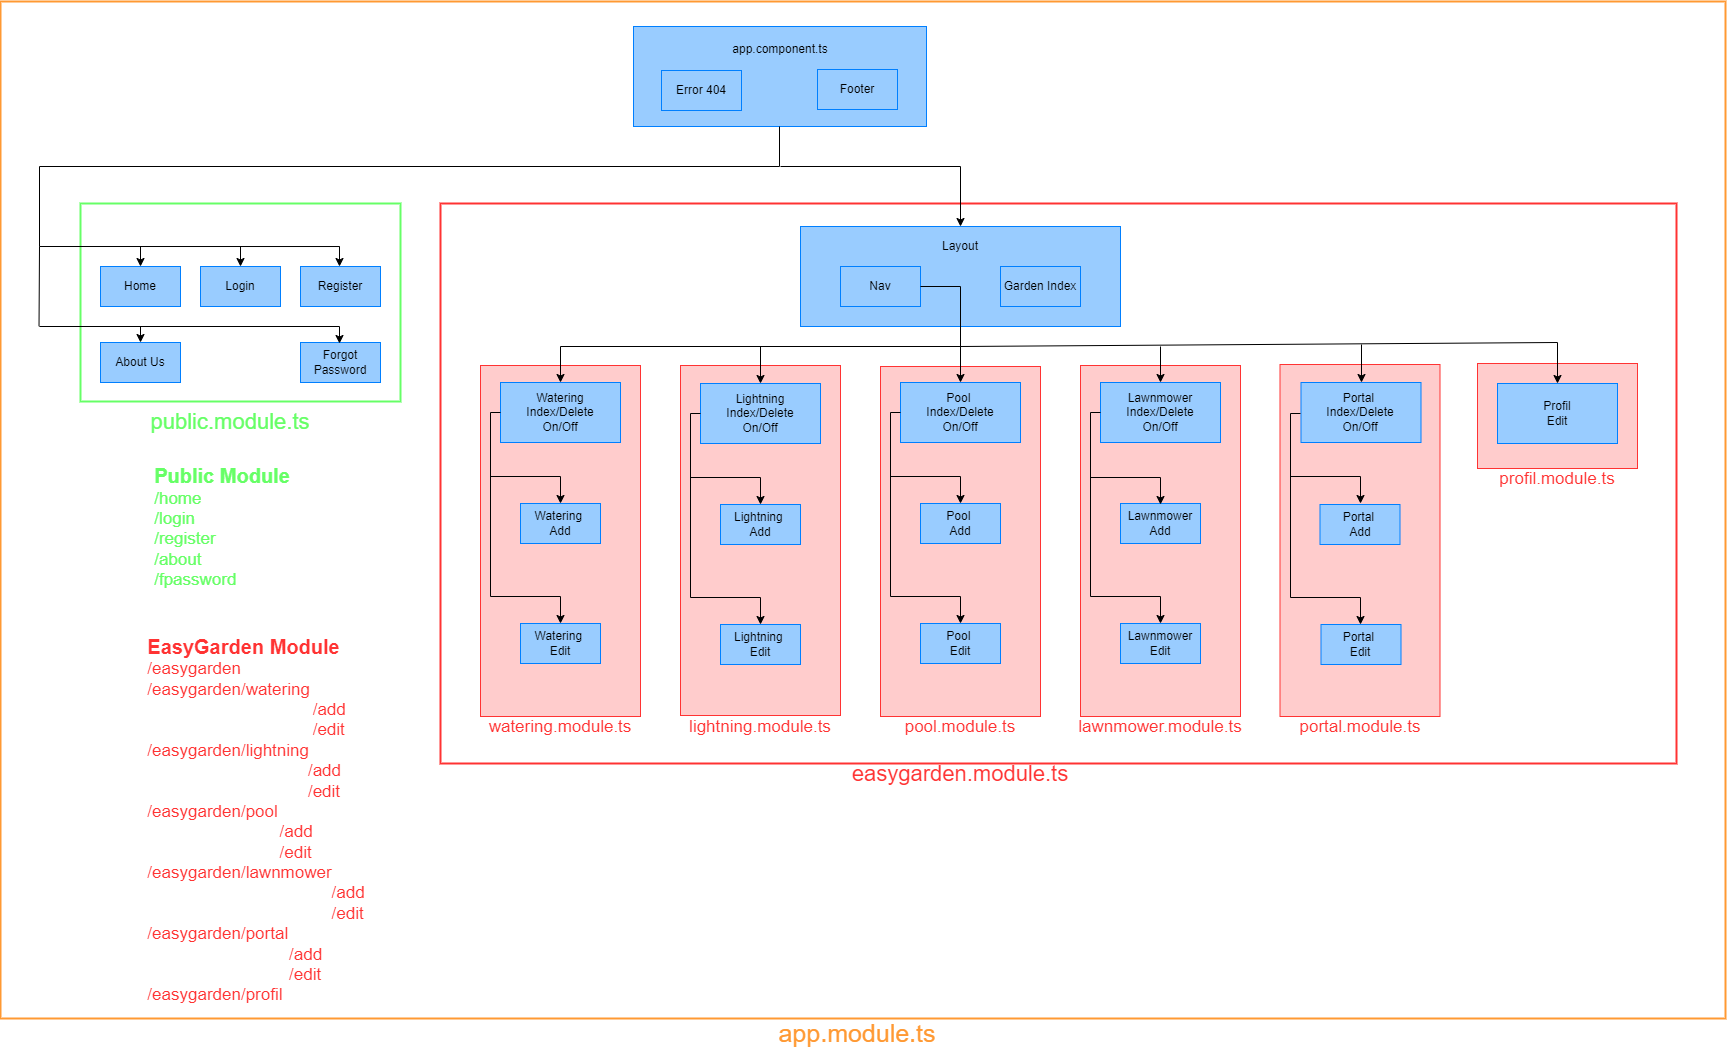 app.component.ts
Error 404
Footer
Layout
Nav
Garden Index
Home
Login
Register
About Us
Forgot
Password
public.module.ts
Watering
Index/Delete
On/Off
Lightning
Index/Delete
On/Off
Pool
Index/Delete
On/Off
Lawnmower
Index/Delete
On/Off
Portal
Index/Delete
On/Off
Profil
Edit
profil.module.ts
Watering
Add
Lightning
Add
Pool
Add
Lawnmower
Add
Portal
Add
Watering
Edit
Lightning
Edit
Pool
Edit
Lawnmower
Edit
Portal
Edit
watering.module.ts
lightning.module.ts
pool.module.ts
lawnmower.module.ts
portal.module.ts
easygarden.module.ts
Public Module
/home
/login
/register
/about
/fpassword
EasyGarden Module
/easygarden
/easygarden/watering
/add
/edit
/easygarden/lightning
/add
/edit
/easygarden/pool
/add
/edit
/easygarden/lawnmower
/add
/edit
/easygarden/portal
/add
/edit
/easygarden/profil
app.module.ts